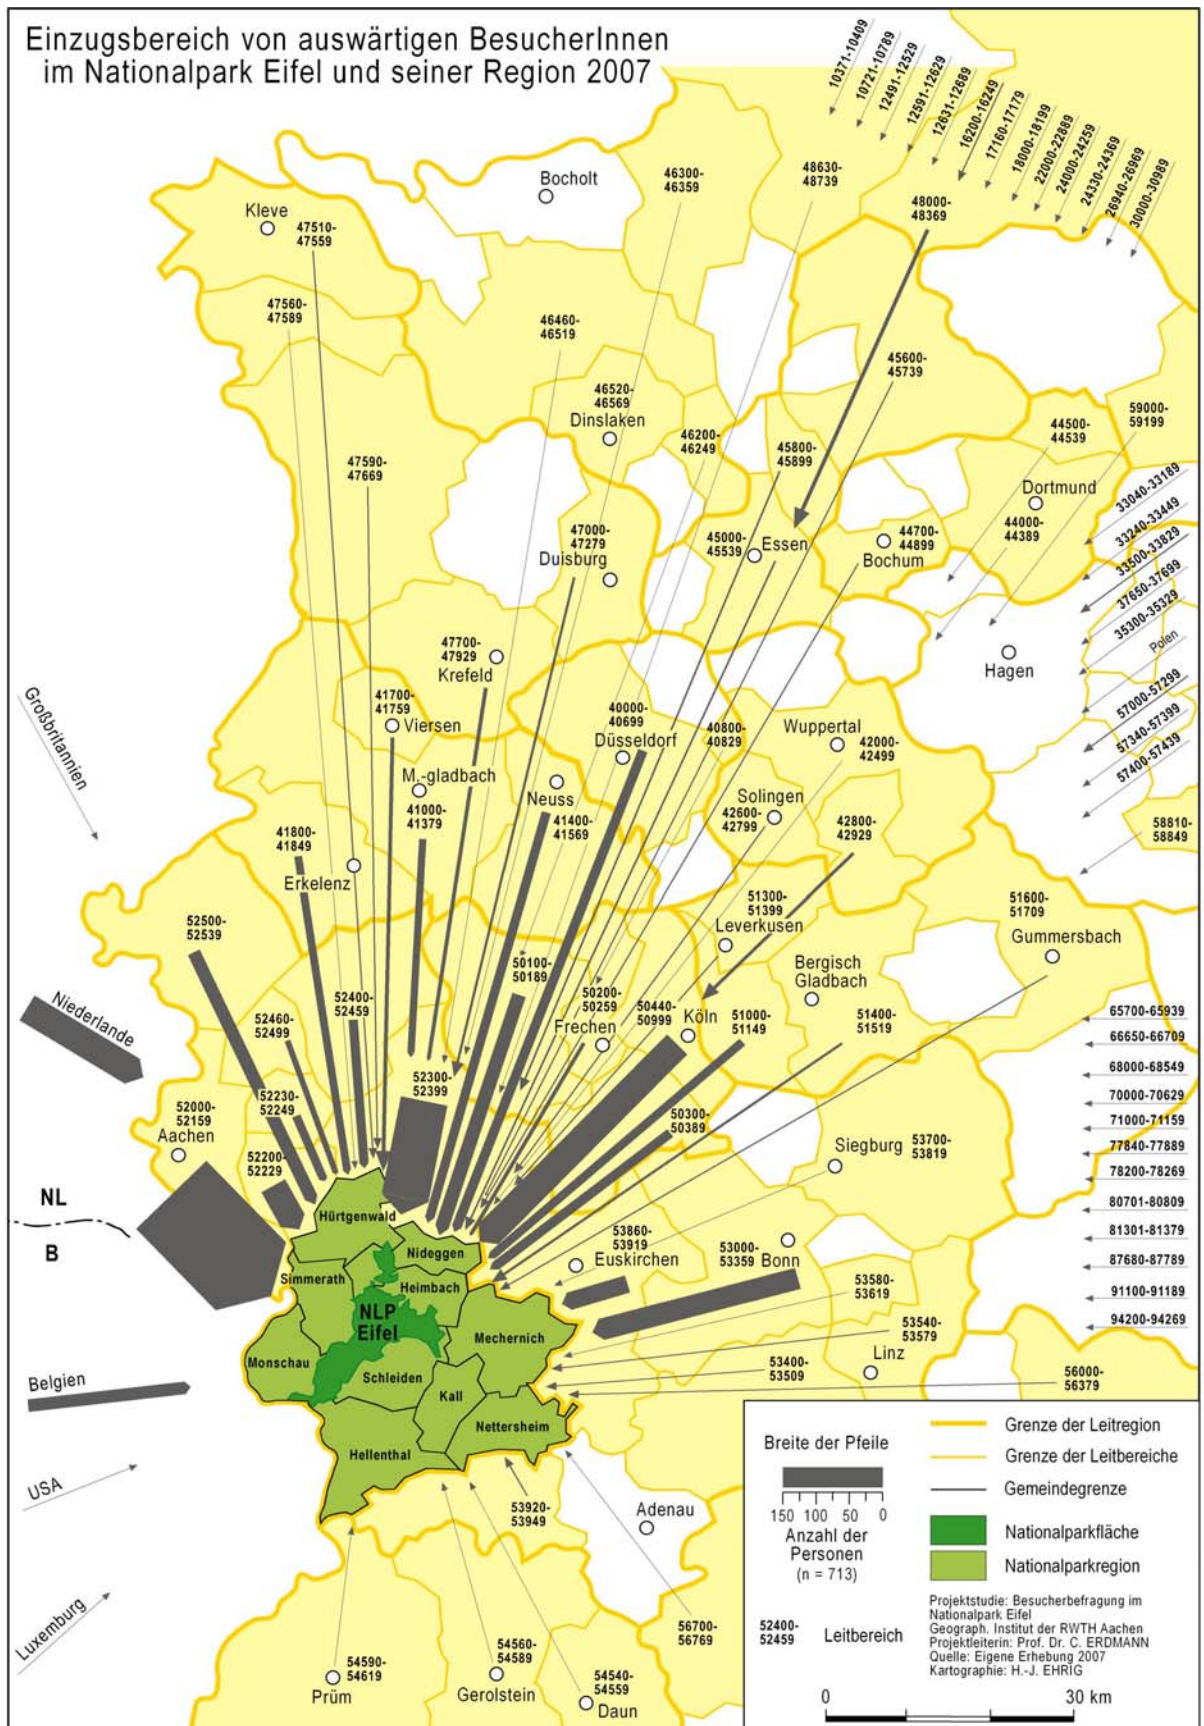 Einzugsbereich von auswärtigen BesucherInnen
im Nationalpark Eifel und seiner Region 2007
10371-10409
10721-10789
12491-12529
12591-12629
12631-12689
16200-16249
17160-17179
18000-18199
22000-22889
24000-24259
24330-24369
26940-26969
30000-30989
Bocholt
46300-
46359
48630-
48739
48000-
48369
Kleve
47510-
47559
47560-
47589
46460-
46519
46520-
46569
Dinslaken
46200-
46249
45600-
45739
45800-
45899
44500-
44539
59000-
59199
47590-
47669
Dortmund
44000-
44389
33040-33189
33240-33449
33500-33829
37650-37699
35300-35329
Polen
57000-57299
57340-57399
57400-57439
47000-
47279
Duisburg
45000-
45539
Essen
44700-
44899
Bochum
Hagen
47700-
47929
Krefeld
41700-
41759
Viersen
40000-
40699
Düsseldorf
40800-
40829
Wuppertal
42000-
42499
Großbritannien
M.-gladbach
41000-
41379
Neuss
41400-
41569
Solingen
42600-
42799
42800-
42929
58810-
58849
41800-
41849
Erkelenz
51300-
51399
Leverkusen
51600-
51709
Gummersbach
52500-
52539
Bergisch
Gladbach
50100-
50189
50200-
50259
Frechen
50440-
50999
Köln
51000-
51149
51400-
51519
Niederlande
52460-
52499
52400-
52459
52300-
52399
52230-
52249
52000-
52159
Aachen
52200-
52229
50300-
50389
Siegburg
53700-
53819
65700-65939
66650-66709
68000-68549
70000-70629
71000-71159
77840-77889
78200-78269
80701-80809
81301-81379
87680-87789
91100-91189
94200-94269
NL
B
Hürtgenwald
Nideggen
Simmerath
Heimbach
NLP
Eifel
Mechernich
Monschau
Schleiden
Kall
Nettersheim
Hellenthal
53860-
53919
Euskirchen
53000-
53359
Bonn
53580-
53619
53540-
53579
Linz
53400-
53509
56000-
56379
Belgien
USA
Luxemburg
53920-
53949
Adenau
56700-
56769
54590-
54619
Prüm
54560-
54589
Gerolstein
54540-
54559
Daun
Breite der Pfeile
150 100 50 0
Anzahl der
Personen
(n = 713)
52400-
52459
Leitbereich
Grenze der Leitregion
Grenze der Leitbereiche
Gemeindegrenze
Nationalparkfläche
Nationalparkregion
Projektstudie: Besucherbefragung im
Nationalpark Eifel
Geograph. Institut der RWTH Aachen
Projektleiterin: Prof. Dr. C. ERDMANN
Quelle: Eigene Erhebung 2007
Kartographie: H.-J. EHRIG
0 30 km